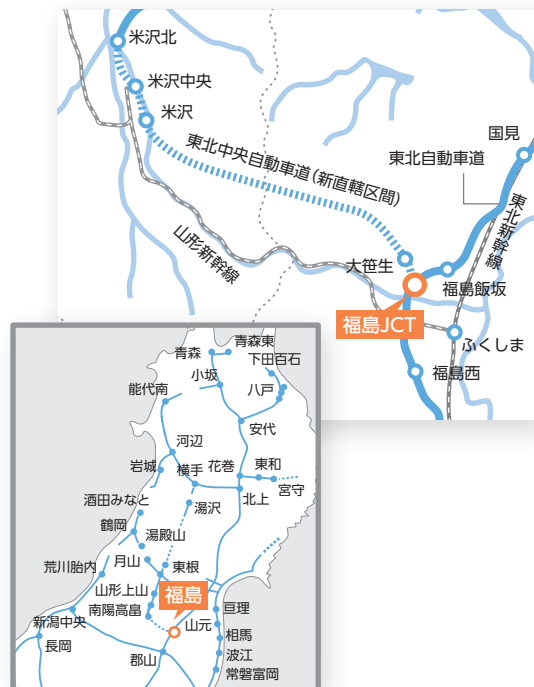 米沢北
米沢中央
米沢
国見
東北中央自動車道(新直轄区間)
東北自動車道
東北新幹線
山形新幹線
大笹生
福島飯坂
福島JCT
ふくしま
福島西
青森東
青森
下田百石
小坂
能代南
八戸
安代
河辺
岩城
横手
花巻
東和
宮守
酒田みなと
湯沢
北上
鶴岡
湯殿山
荒川胎内
月山
東根
山形上山
福島
南陽高畠
亘理
新潟中央
山元
長岡
相馬
郡山
波江
常磐富岡